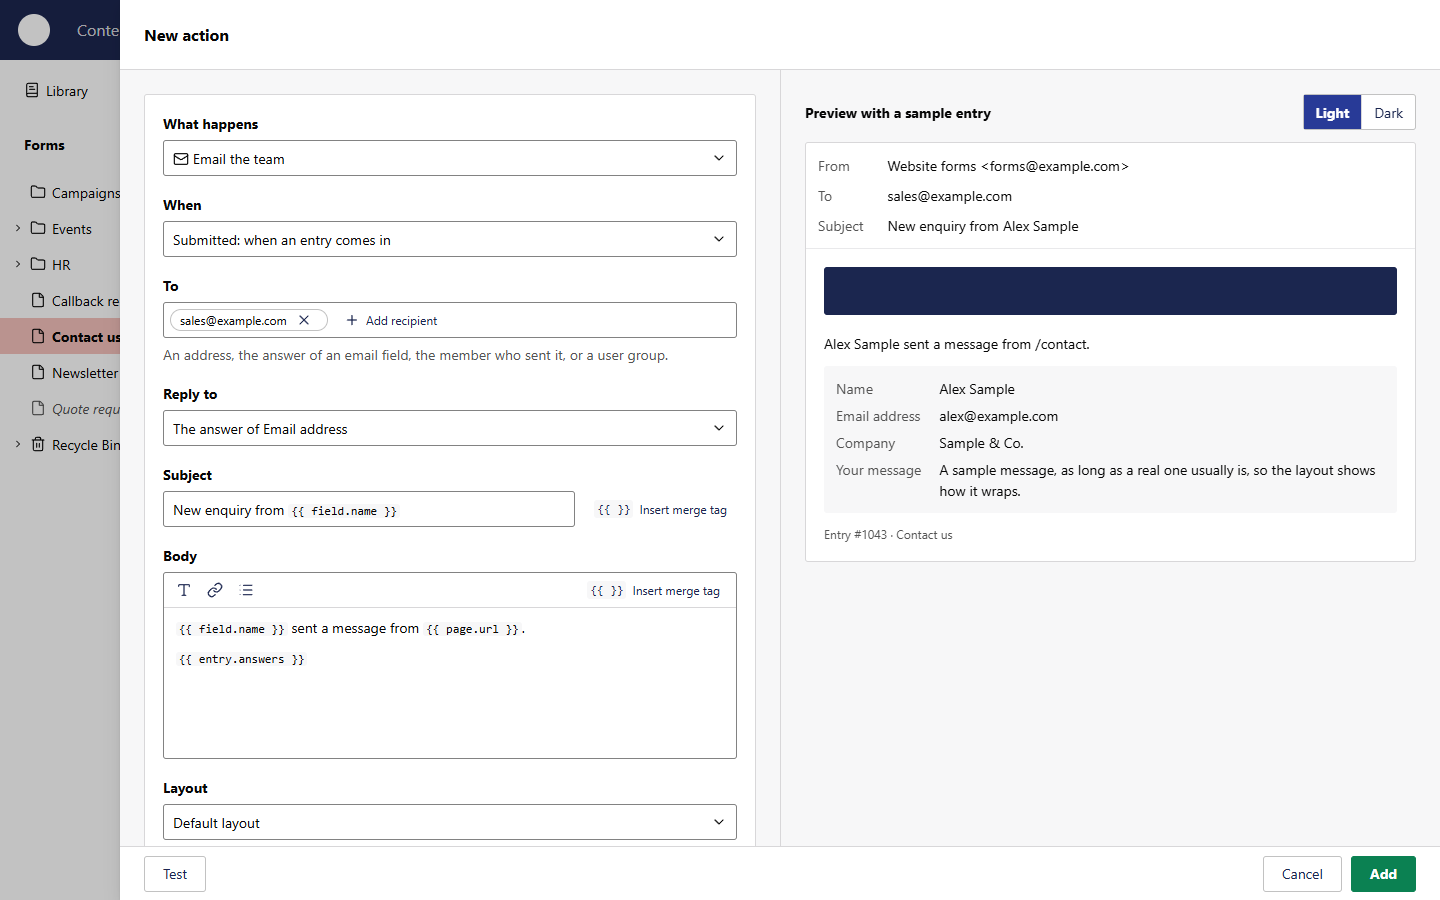 Conte
New action
Library
Forms
Campaigns
Events
HR
Callback re
Contact us
Newsletter
Quote requ
Recycle Bin
What happens
Email the team
When
Submitted: when an entry comes in
To
sales@example.com
Add recipient
An address, the answer of an email field, the member who sent it, or a user group.
Reply to
The answer of Email address
Subject
New enquiry from {{ field.name }}
{{ }} Insert merge tag
Body
{{ }} Insert merge tag
{{ field.name }} sent a message from {{ page.url }}.
{{ entry.answers }}
Layout
Default layout
Preview with a sample entry
Light
Dark
From Website forms <forms@example.com>
To sales@example.com
Subject New enquiry from Alex Sample
Alex Sample sent a message from /contact.
Name Alex Sample
Email address alex@example.com
Company Sample & Co.
Your message A sample message, as long as a real one usually is, so the layout shows
how it wraps.
Entry #1043 · Contact us
Test
Cancel
Add